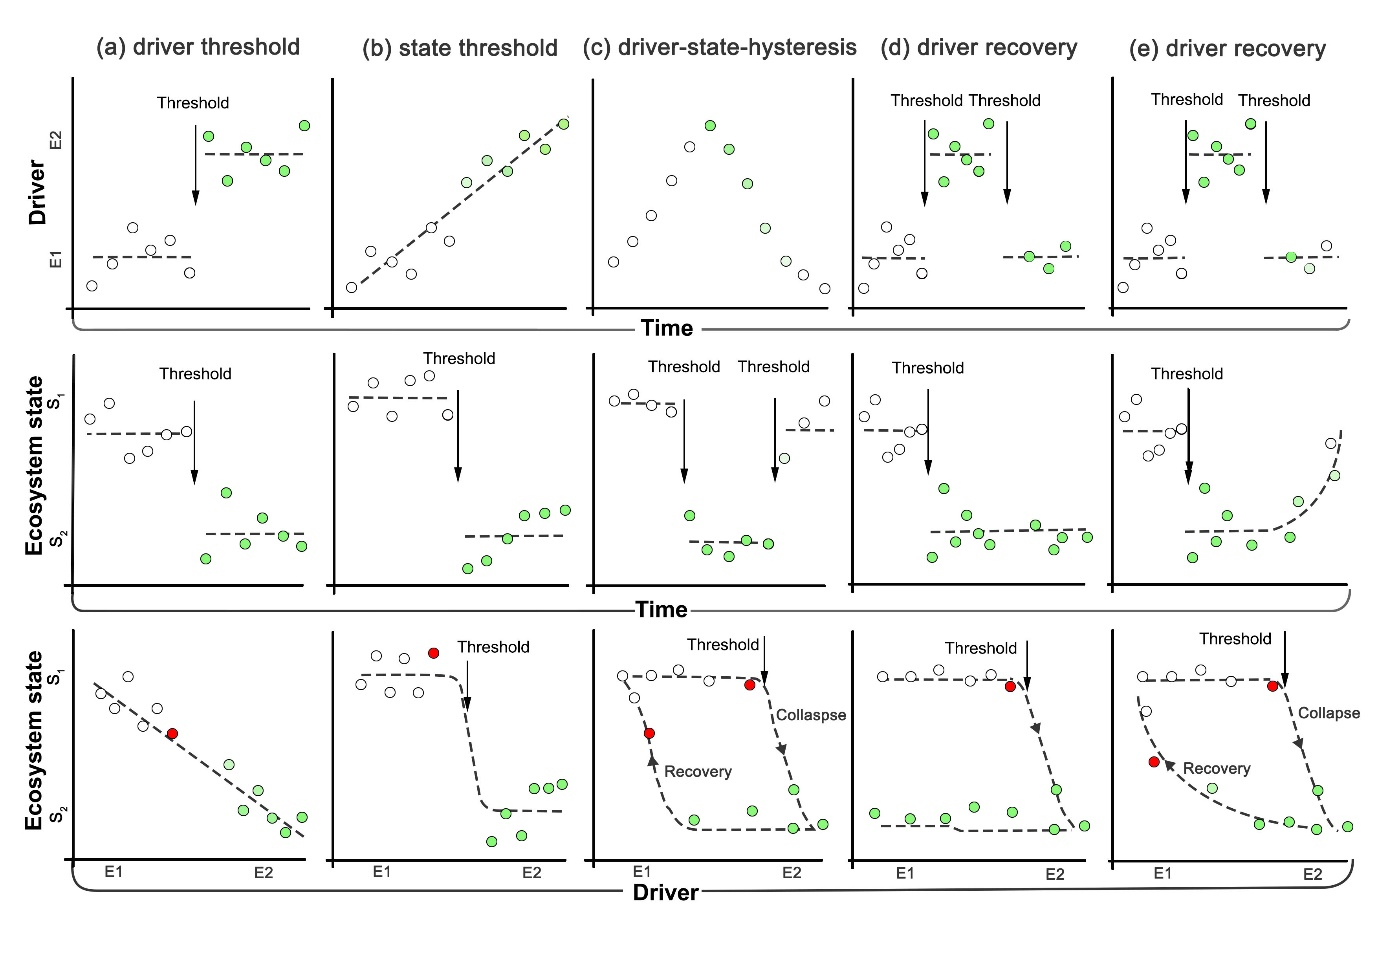 (a) driver threshold
(b) state threshold
(c) driver-state-hysteresis
(d) driver recovery
(e) driver recovery
Driver
E2
E1
Threshold
Threshold Threshold
Threshold Threshold
Time
Ecosystem state
S1
S2
Threshold
Threshold
Threshold Threshold
Threshold
Threshold
Time
Ecosystem state
S1
S2
Threshold
Threshold
Collaspse
Recovery
Threshold
Threshold
Collapse
Recovery
E1 E2
E1 E2
E1 E2
E1 E2
E1 E2
Driver